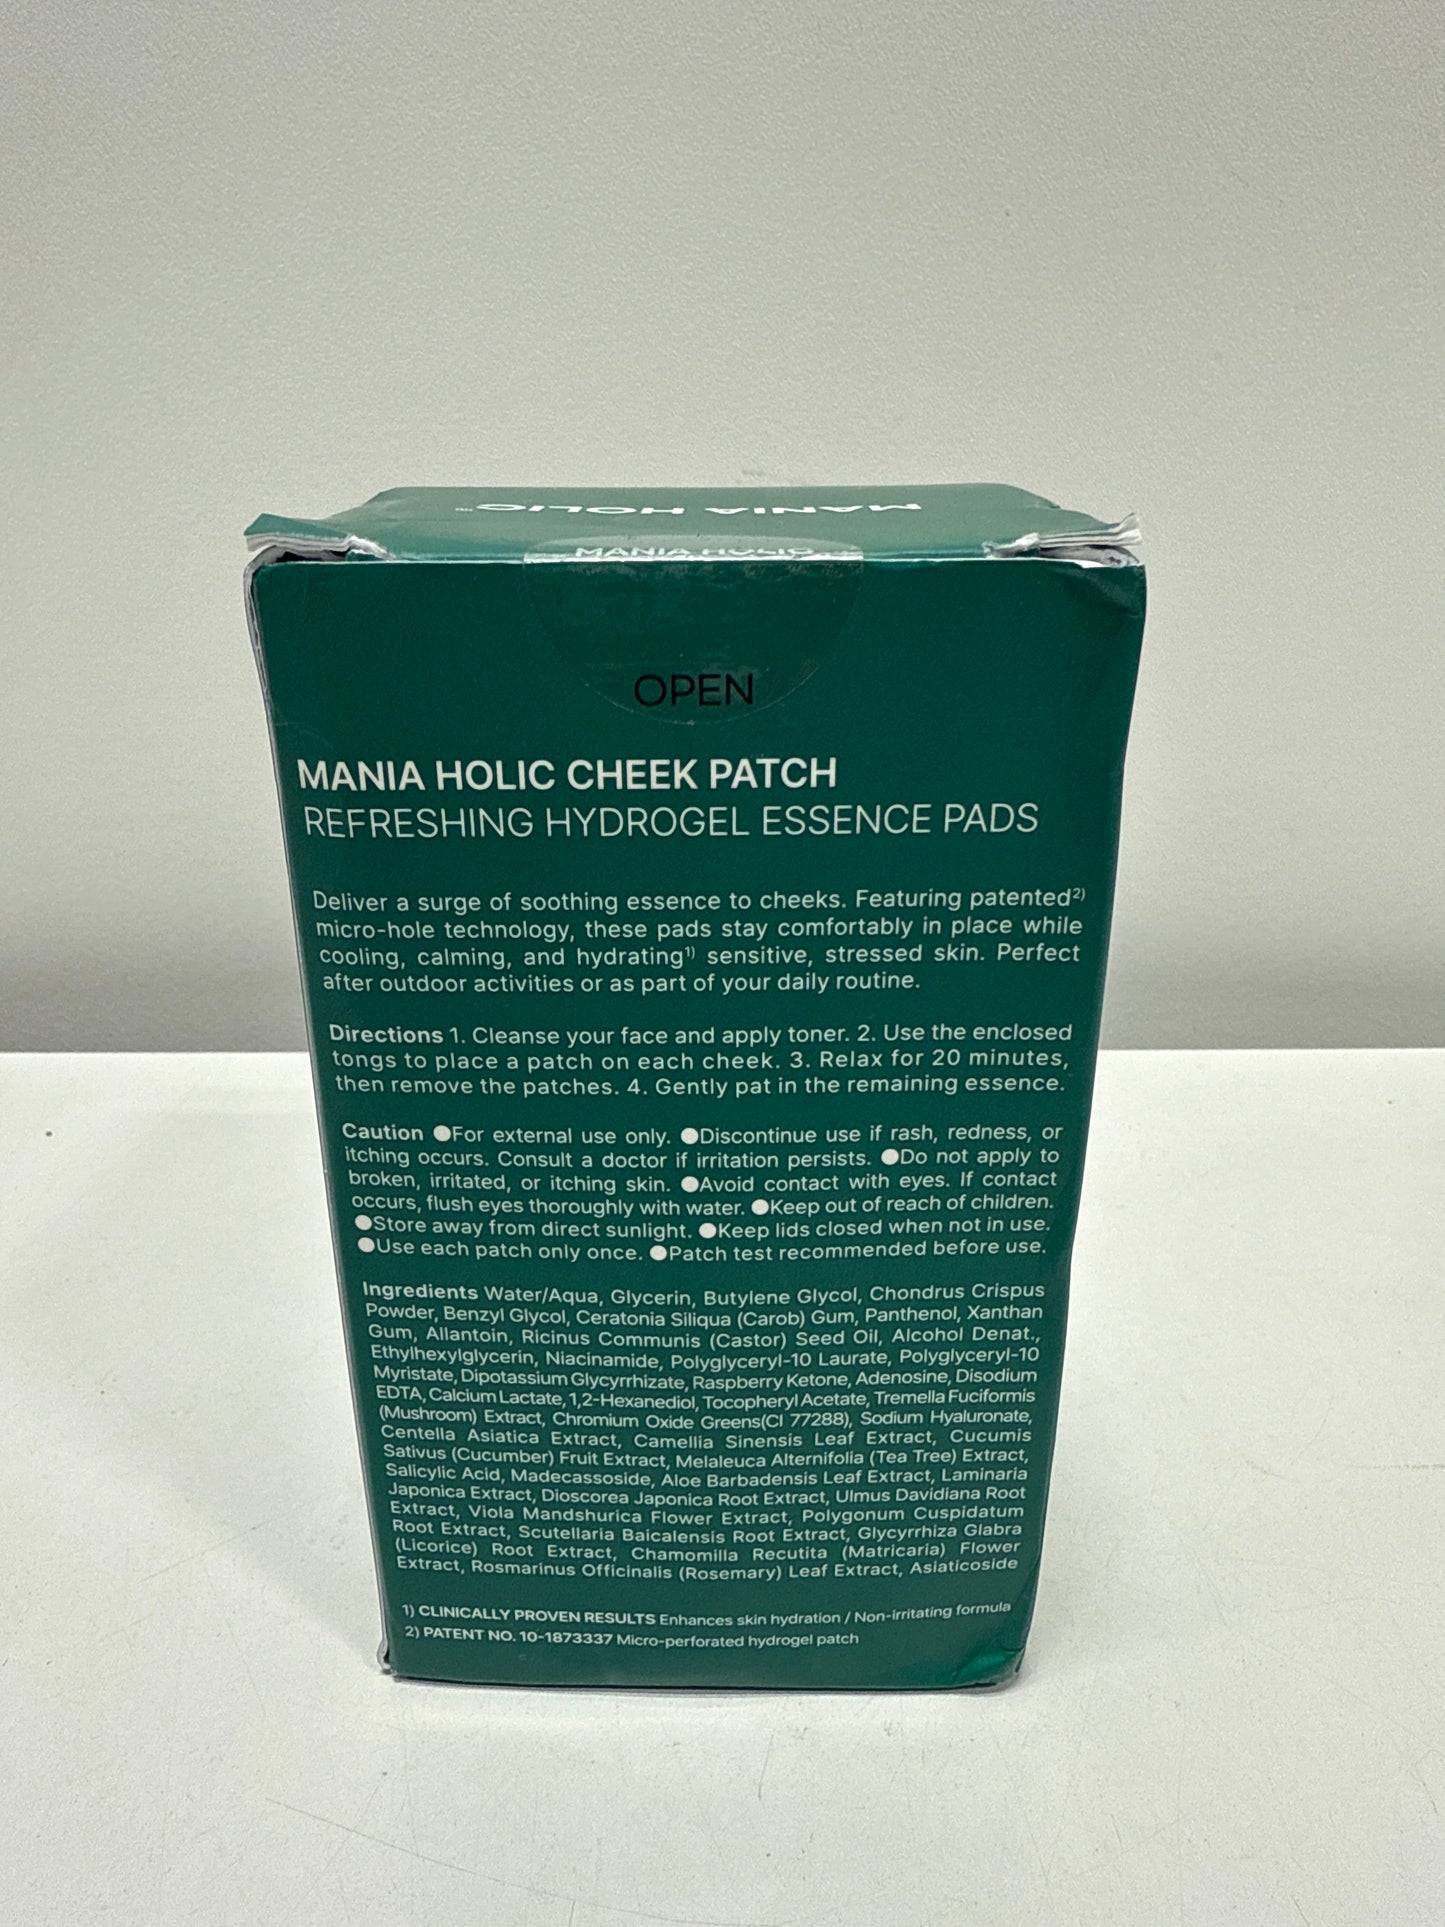 MANIA HOLIC™
MANIA HOLIC
OPEN
MANIA HOLIC CHEEK PATCH
REFRESHING HYDROGEL ESSENCE PADS
Deliver a surge of soothing essence to cheeks. Featuring patented2)
micro-hole technology, these pads stay comfortably in place while
cooling, calming, and hydrating1) sensitive, stressed skin. Perfect
after outdoor activities or as part of your daily routine.
Directions 1. Cleanse your face and apply toner. 2. Use the enclosed
tongs to place a patch on each cheek. 3. Relax for 20 minutes,
then remove the patches. 4. Gently pat in the remaining essence.
Caution ●For external use only. ●Discontinue use if rash, redness, or
itching occurs. Consult a doctor if irritation persists. ●Do not apply to
broken, irritated, or itching skin. ●Avoid contact with eyes. If contact
occurs, flush eyes thoroughly with water. ●Keep out of reach of children.
●Store away from direct sunlight. ●Keep lids closed when not in use.
●Use each patch only once. ●Patch test recommended before use.
Ingredients Water/Aqua, Glycerin, Butylene Glycol, Chondrus Crispus
Powder, Benzyl Glycol, Ceratonia Siliqua (Carob) Gum, Panthenol, Xanthan
Gum, Allantoin, Ricinus Communis (Castor) Seed Oil, Alcohol Denat.,
Ethylhexylglycerin, Niacinamide, Polyglyceryl-10 Laurate, Polyglyceryl-10
Myristate, Dipotassium Glycyrrhizate, Raspberry Ketone, Adenosine, Disodium
EDTA, Calcium Lactate, 1,2-Hexanediol, Tocopheryl Acetate, Tremella Fuciformis
(Mushroom) Extract, Chromium Oxide Greens(CI 77288), Sodium Hyaluronate,
Centella Asiatica Extract, Camellia Sinensis Leaf Extract, Cucumis
Sativus (Cucumber) Fruit Extract, Melaleuca Alternifolia (Tea Tree) Extract,
Salicylic Acid, Madecassoside, Aloe Barbadensis Leaf Extract, Laminaria
Japonica Extract, Dioscorea Japonica Root Extract, Ulmus Davidiana Root
Extract, Viola Mandshurica Flower Extract, Polygonum Cuspidatum
Root Extract, Scutellaria Baicalensis Root Extract, Glycyrrhiza Glabra
(Licorice) Root Extract, Chamomilla Recutita (Matricaria) Flower
Extract, Rosmarinus Officinalis (Rosemary) Leaf Extract, Asiaticoside
1) CLINICALLY PROVEN RESULTS Enhances skin hydration / Non-irritating formula
2) PATENT NO. 10-1873337 Micro-perforated hydrogel patch